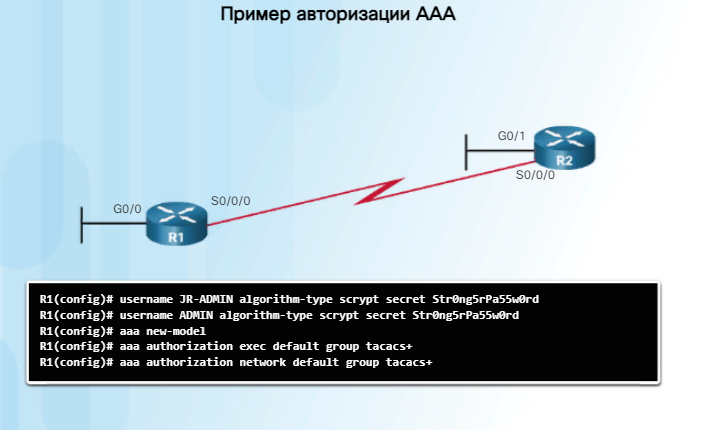 Пример авторизации AAA
G0/1
R2
S0/0/0
S0/0/0
G0/0
R1
R1(config)# username JR-ADMIN algorithm-type scrypt secret Str0ng5rPa55w0rd
R1(config)# username ADMIN algorithm-type scrypt secret Str0ng5rPa55w0rd
R1(config)# aaa new-model
R1(config)# aaa authorization exec default group tacacs+
R1(config)# aaa authorization network default group tacacs+